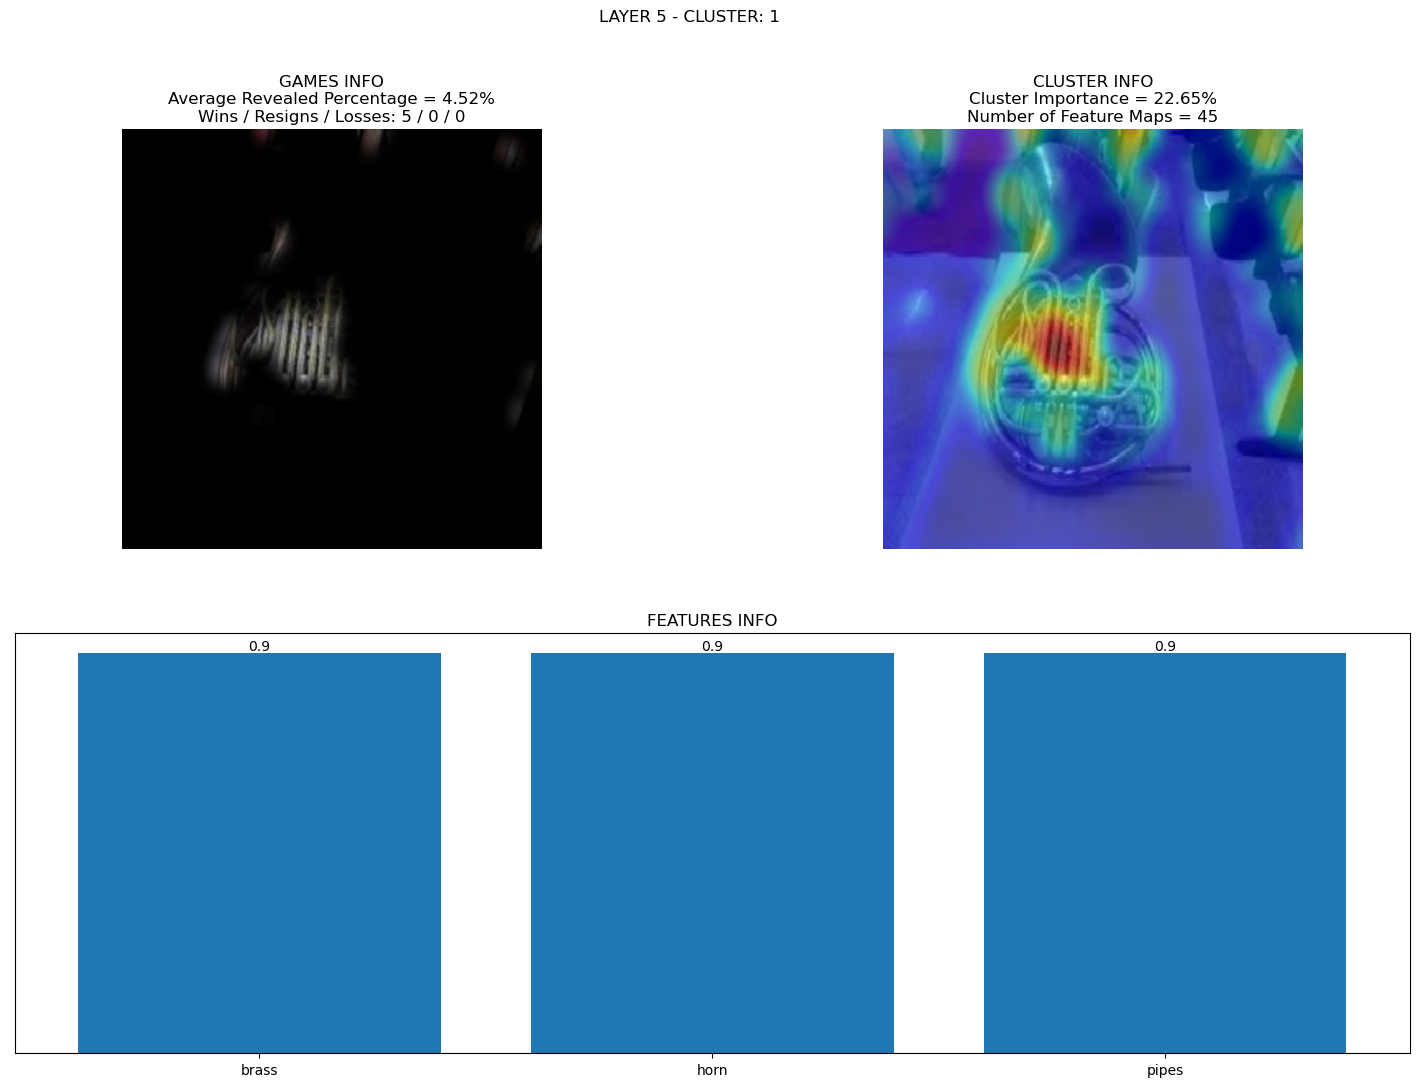 LAYER 5 - CLUSTER: 1
GAMES INFO
Average Revealed Percentage = 4.52%
Wins / Resigns / Losses: 5 / 0 / 0
CLUSTER INFO
Cluster Importance = 22.65%
Number of Feature Maps = 45
FEATURES INFO
0.9
0.9
0.9
brass
horn
pipes